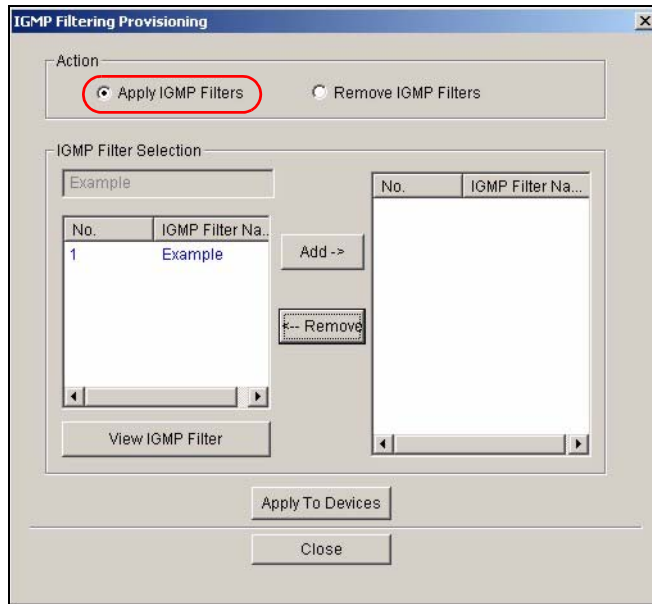 IGMP Filtering Provisioning
Action
Apply IGMP Filters
Remove IGMP Filters
IGMP Filter Selection
Example
No. IGMP Filter Na..
1 Example
Add ->
<-- Remove
No. IGMP Filter Na...
View IGMP Filter
Apply To Devices
Close